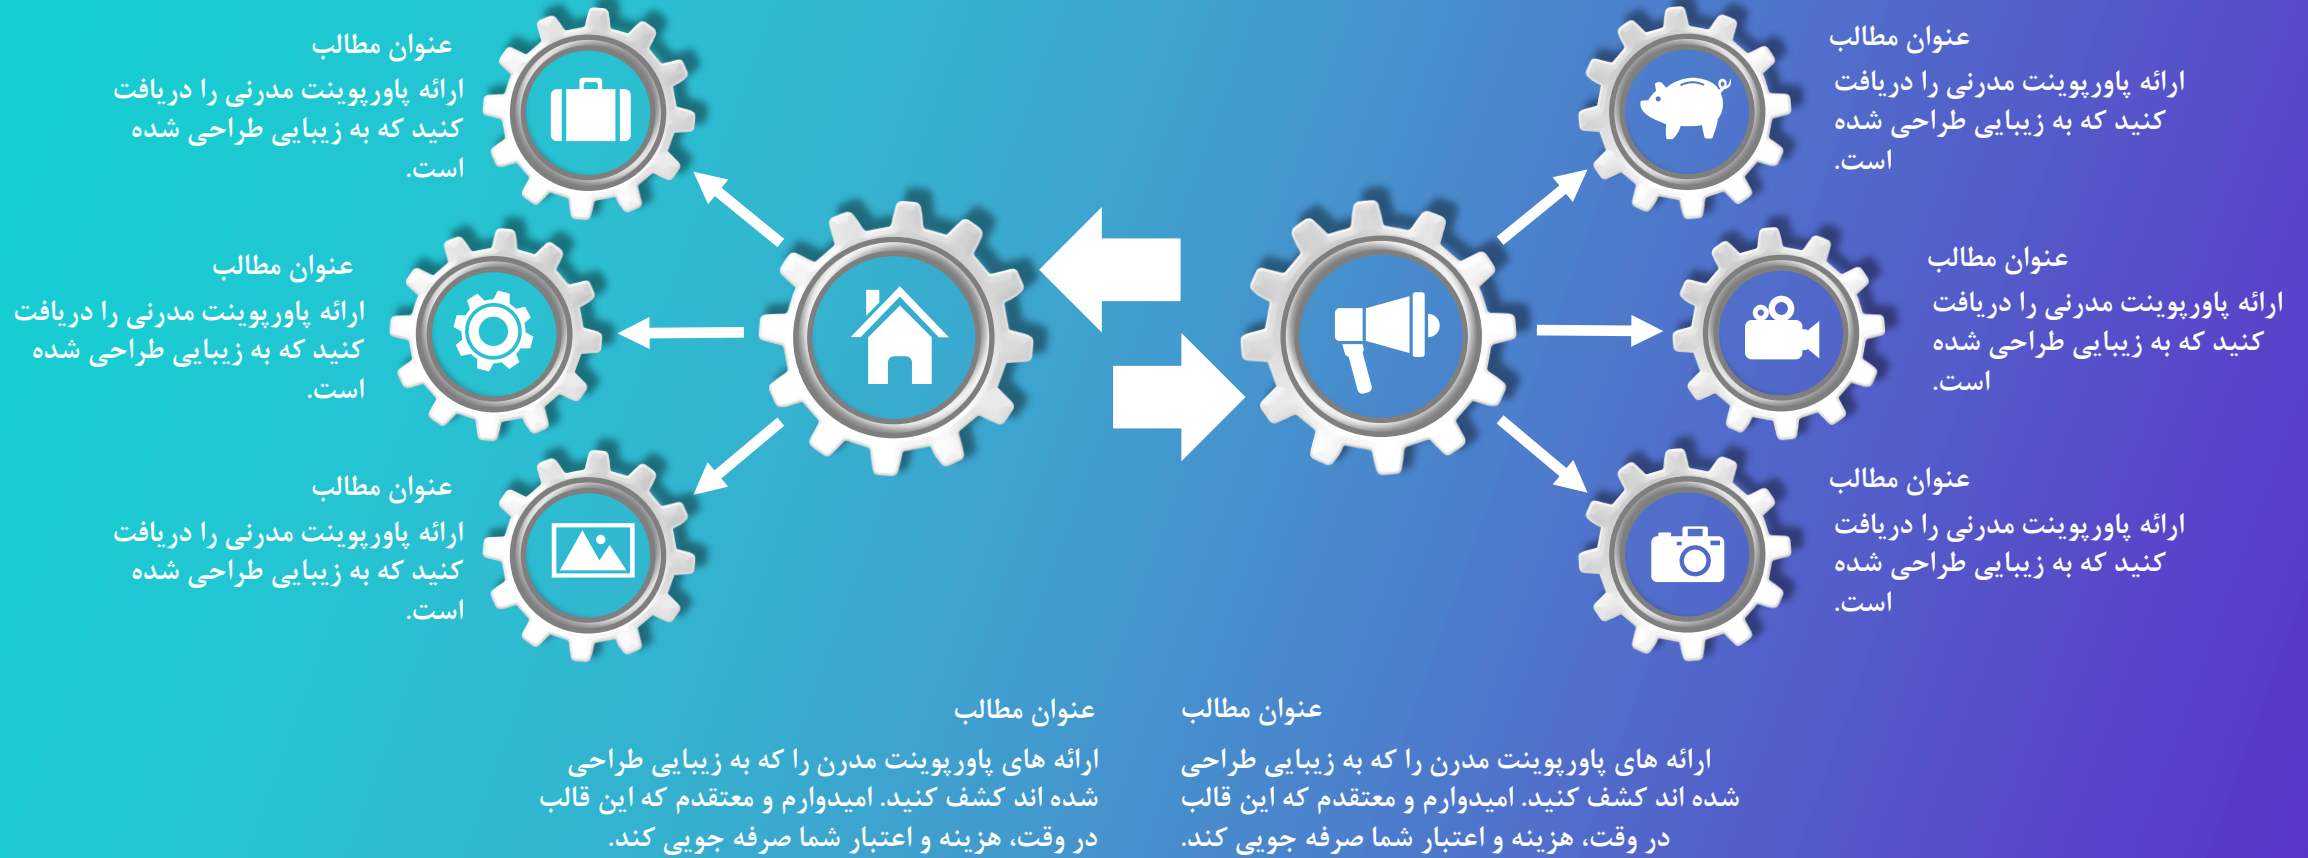 عنوان مطالب
ارائه پاورپوینت مدرنی را دریافت
کنید که به زیبایی طراحی شده
است.
عنوان مطالب
ارائه پاورپوینت مدرنی را دریافت
کنید که به زیبایی طراحی شده
است.
عنوان مطالب
ارائه پاورپوینت مدرنی را دریافت
کنید که به زیبایی طراحی شده
است.
عنوان مطالب
ارائه پاورپوینت مدرنی را دریافت
کنید که به زیبایی طراحی شده
است.
عنوان مطالب
ارائه پاورپوینت مدرنی را دریافت
کنید که به زیبایی طراحی شده
است.
عنوان مطالب
ارائه پاورپوینت مدرنی را دریافت
کنید که به زیبایی طراحی شده
است.
عنوان مطالب
ارائه های پاورپوینت مدرن را که به زیبایی طراحی
شده اند کشف کنید. امیدوارم و معتقدم که این قالب
در وقت، هزینه و اعتبار شما صرفه جویی کند.
عنوان مطالب
ارائه های پاورپوینت مدرن را که به زیبایی طراحی
شده اند کشف کنید. امیدوارم و معتقدم که این قالب
در وقت، هزینه و اعتبار شما صرفه جویی کند.